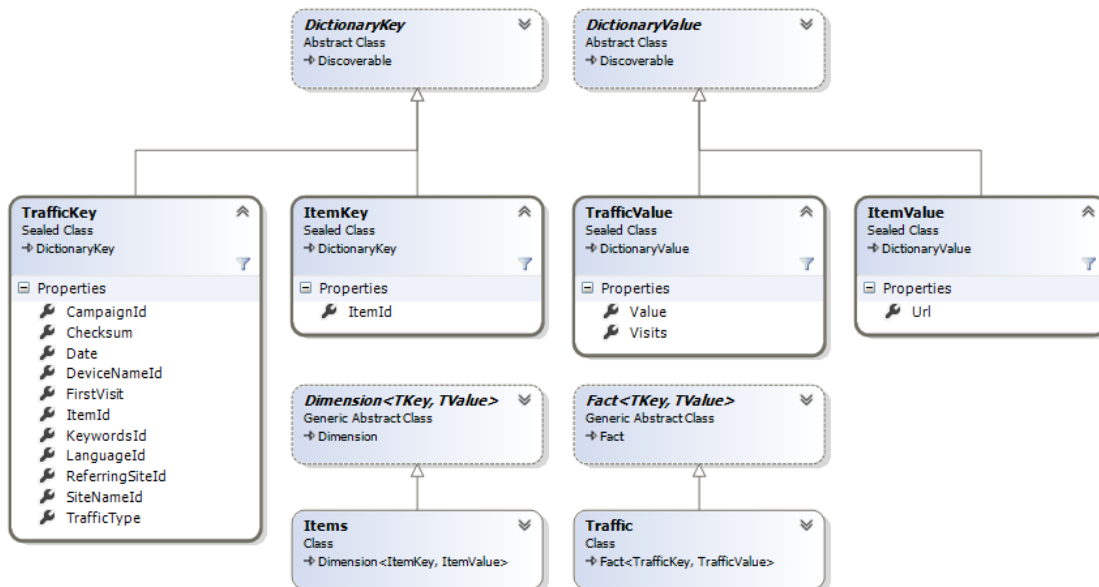 DictionaryKey
Abstract Class
Discoverable
DictionaryValue
Abstract Class
Discoverable
TrafficKey
Sealed Class
DictionaryKey
Properties
CampaignId
Checksum
Date
DeviceNameId
FirstVisit
ItemId
KeywordsId
LanguageId
ReferringSiteId
SiteNameId
TrafficType
ItemKey
Sealed Class
DictionaryKey
Properties
ItemId
TrafficValue
Sealed Class
DictionaryValue
Properties
Value
Visits
ItemValue
Sealed Class
DictionaryValue
Properties
Url
Dimension<TKey, TValue>
Generic Abstract Class
Dimension
Fact<TKey, TValue>
Generic Abstract Class
Fact
Items
Class
Dimension<ItemKey, ItemValue>
Traffic
Class
Fact<TrafficKey, TrafficValue>